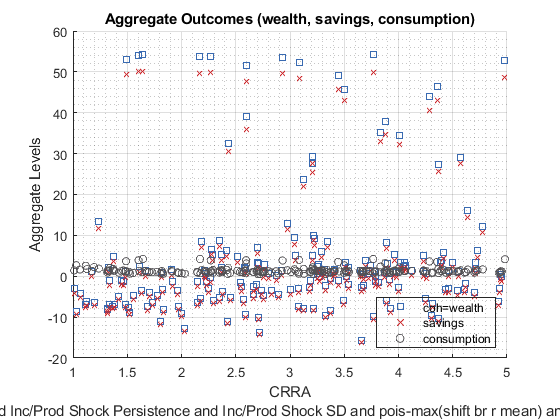 Aggregate Outcomes (wealth, savings, consumption)
60
50
40
30
20
10
0
-10
-20
Aggregate Levels
1
1.5
2
2.5
3
3.5
4
4.5
5
CRRA
coh=wealth
savings
consumption
d Inc/Prod Shock Persistence and Inc/Prod Shock SD and pois-max(shift br r mean) ar